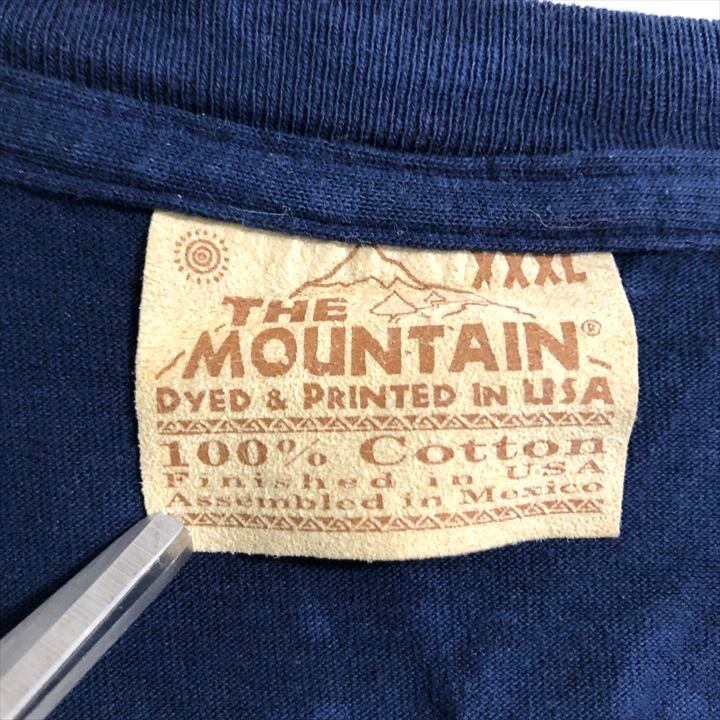 XXXL
THE
MOUNTAIN®
DYED & PRINTED IN USA
100% Cotton
Finished in USA
Assembled in Mexico